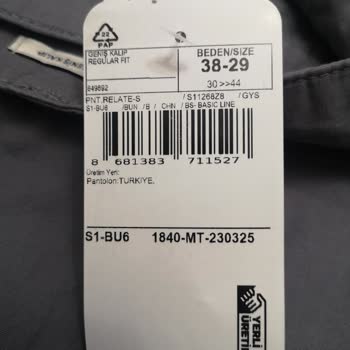 22
PAP
GENİŞ KALIP
REGULAR FIT
849892
BEDEN/SIZE
38-29
30>>44
PNT.RELATE-S / S11268Z8 / GYS
S1-BU6 /BUN /B / CHN / BS- BASIC LINE
8 681383 711527
Üretim Yeri:
Pantolon:TURKIYE.
S1-BU6 1840-MT-230325
YERLİ
ÜRETİM